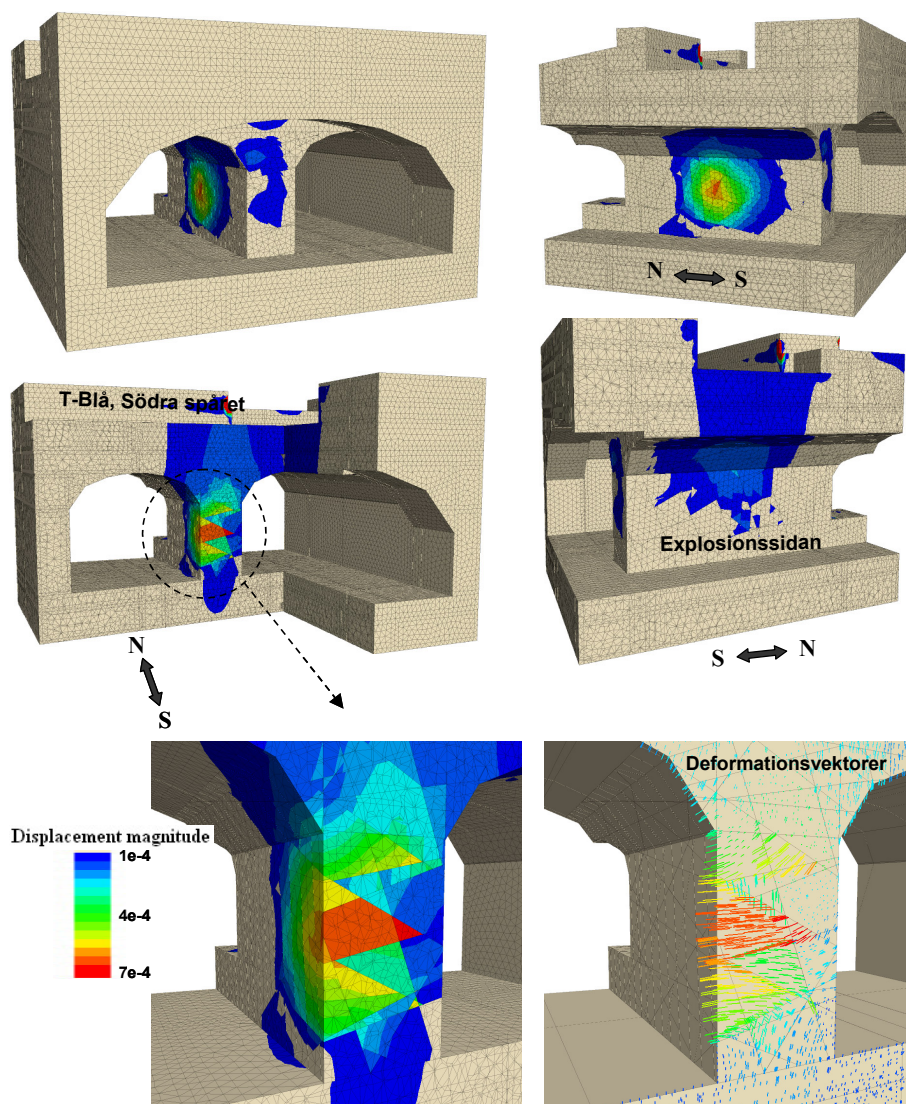 N S
T-Blå, Södra spåret
Explosionssidan
N
S
S N
Deformationsvektorer
Displacement magnitude
1e-4
4e-4
7e-4